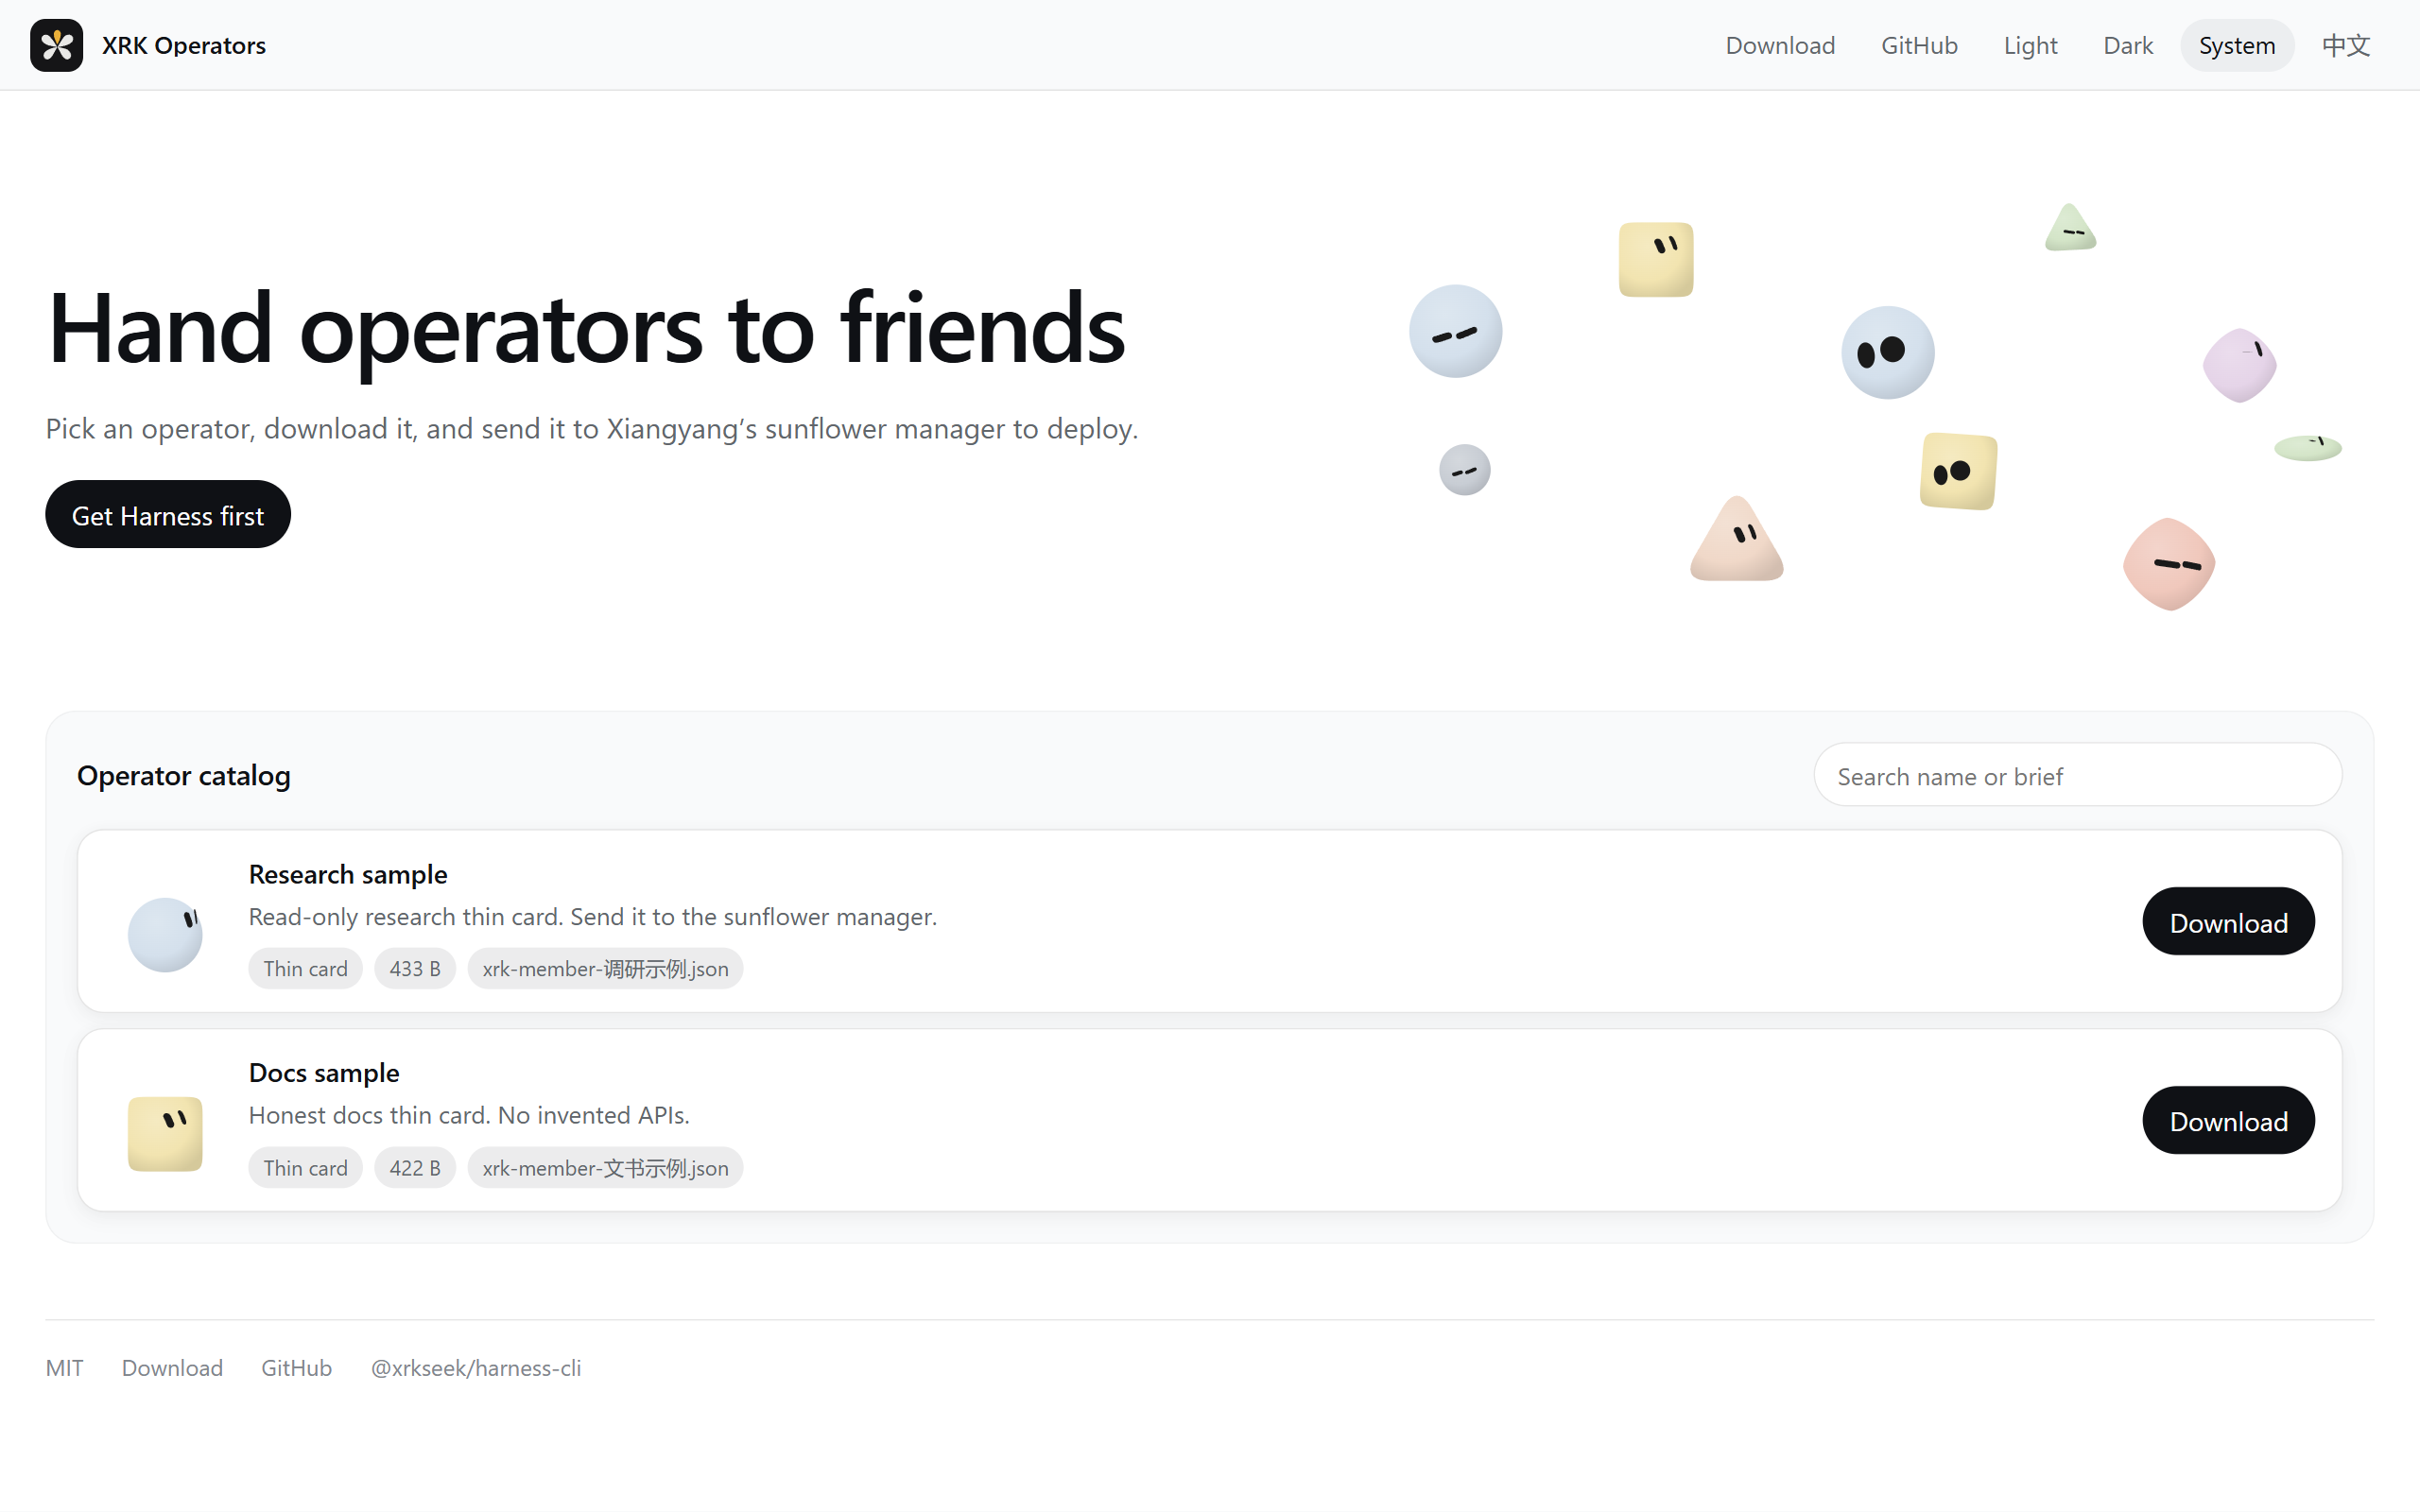 XRK Operators
Download GitHub Light Dark System 中文
Hand operators to friends
Pick an operator, download it, and send it to Xiangyang’s sunflower manager to deploy.
Get Harness first
Operator catalog
Search name or brief
Research sample
Read-only research thin card. Send it to the sunflower manager.
Thin card 433 B xrk-member-调研示例.json
Download
Docs sample
Honest docs thin card. No invented APIs.
Thin card 422 B xrk-member-文书示例.json
Download
MIT Download GitHub @xrkseek/harness-cli